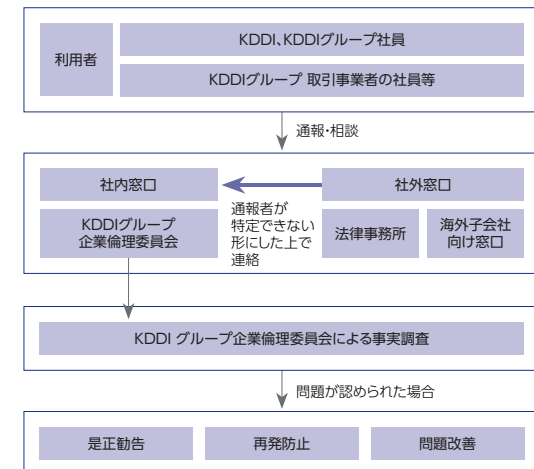 利用者
KDDI、KDDIグループ社員
KDDIグループ 取引事業者の社員等
通報・相談
社内窓口
社外窓口
KDDIグループ
企業倫理委員会
通報者が
特定できない
形にした上で
連絡
法律事務所
海外子会社
向け窓口
KDDI グループ企業倫理委員会による事実調査
問題が認められた場合
是正勧告
再発防止
問題改善